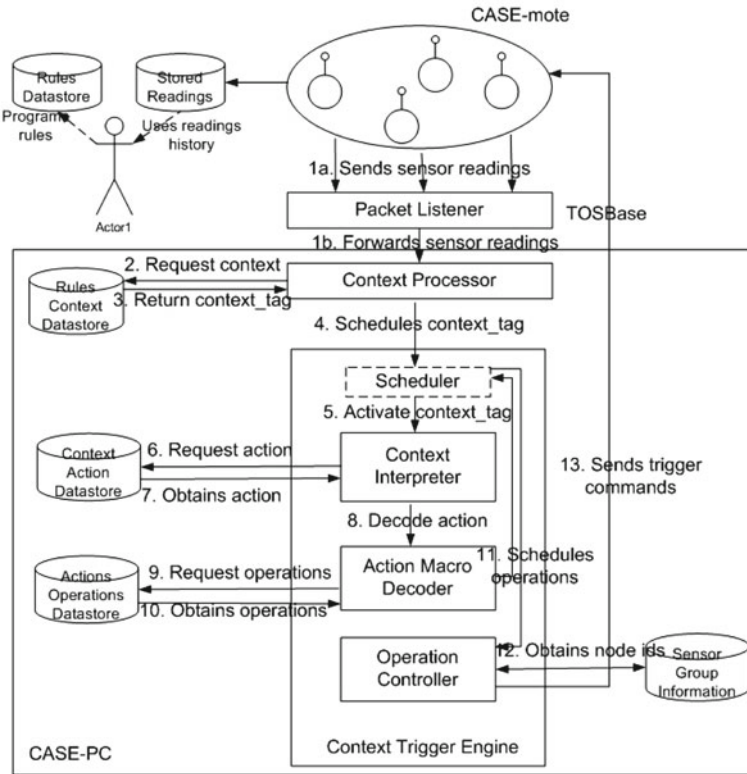 CASE-mote
Rules
Datastore
Stored
Readings
Program
rules
Uses readings
history
Actor1
1a. Sends sensor readings
Packet Listener
TOSBase
1b. Forwards sensor readings
2. Request context
Rules
Context
Datastore
3. Return context_tag
Context Processor
4. Schedules context_tag
Scheduler
5. Activate context_tag
6. Request action
Context
Action
Datastore
7. Obtains action
Context
Interpreter
13. Sends trigger
commands
8. Decode action
9. Request operations
Actions
Operations
Datastore
10. Obtains operations
Action Macro
Decoder
11. Schedules
operations
12. Obtains node ids
Operation
Controller
Sensor
Group
Information
CASE-PC
Context Trigger Engine